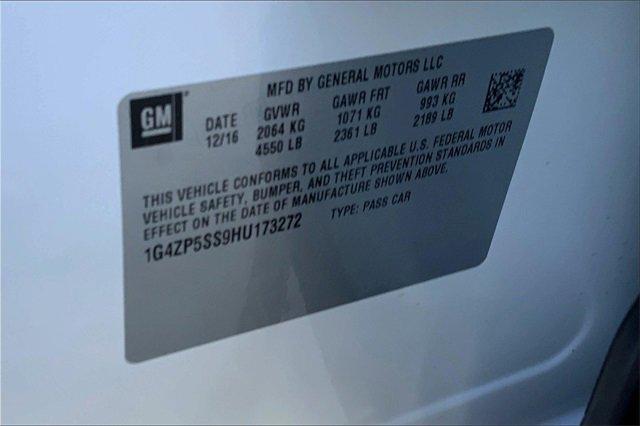 GM
MFD BY GENERAL MOTORS LLC
DATE GVWR GAWR FRT GAWR RR
12/16 2064 KG 1071 KG 993 KG
4550 LB 2361 LB 2189 LB
THIS VEHICLE CONFORMS TO ALL APPLICABLE U.S. FEDERAL MOTOR
VEHICLE SAFETY, BUMPER, AND THEFT PREVENTION STANDARDS IN
EFFECT ON THE DATE OF MANUFACTURE SHOWN ABOVE.
1G4ZP5SS9HU173272 TYPE: PASS CAR